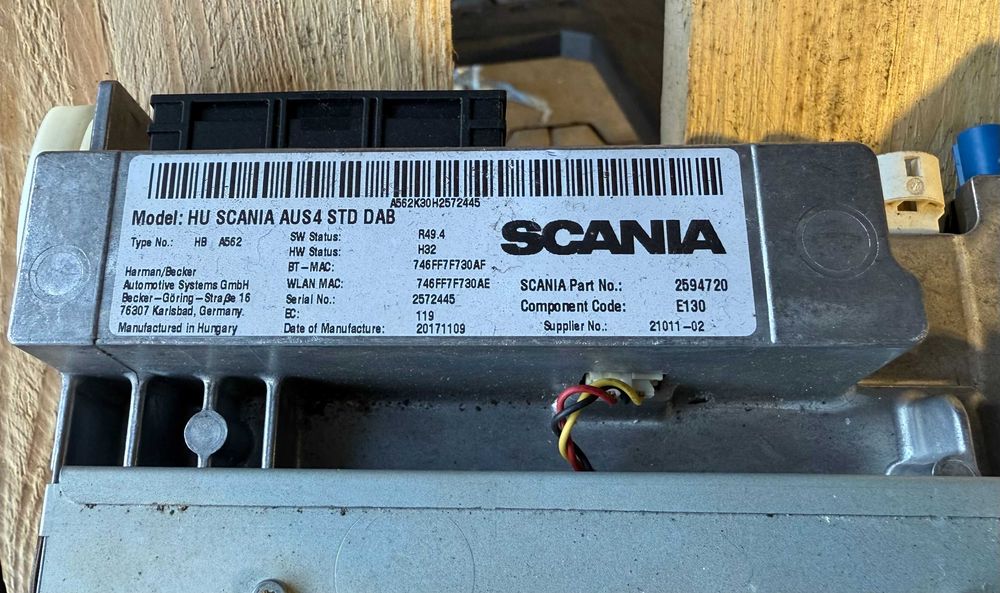 A562K30H2572445
Model: HU SCANIA AUS4 STD DAB
Type No.: HB A562
SW Status: R49.4
HW Status: H32
BT-MAC: 746FF7F730AF
WLAN MAC: 746FF7F730AE
Serial No.: 2572445
EC: 119
Date of Manufacture: 20171109
Harman/Becker
Automotive Systems GmbH
Becker-Göring-Straße 16
76307 Karlsbad, Germany.
Manufactured in Hungary
SCANIA
SCANIA Part No.: 2594720
Component Code: E130
Supplier No.: 21011-02